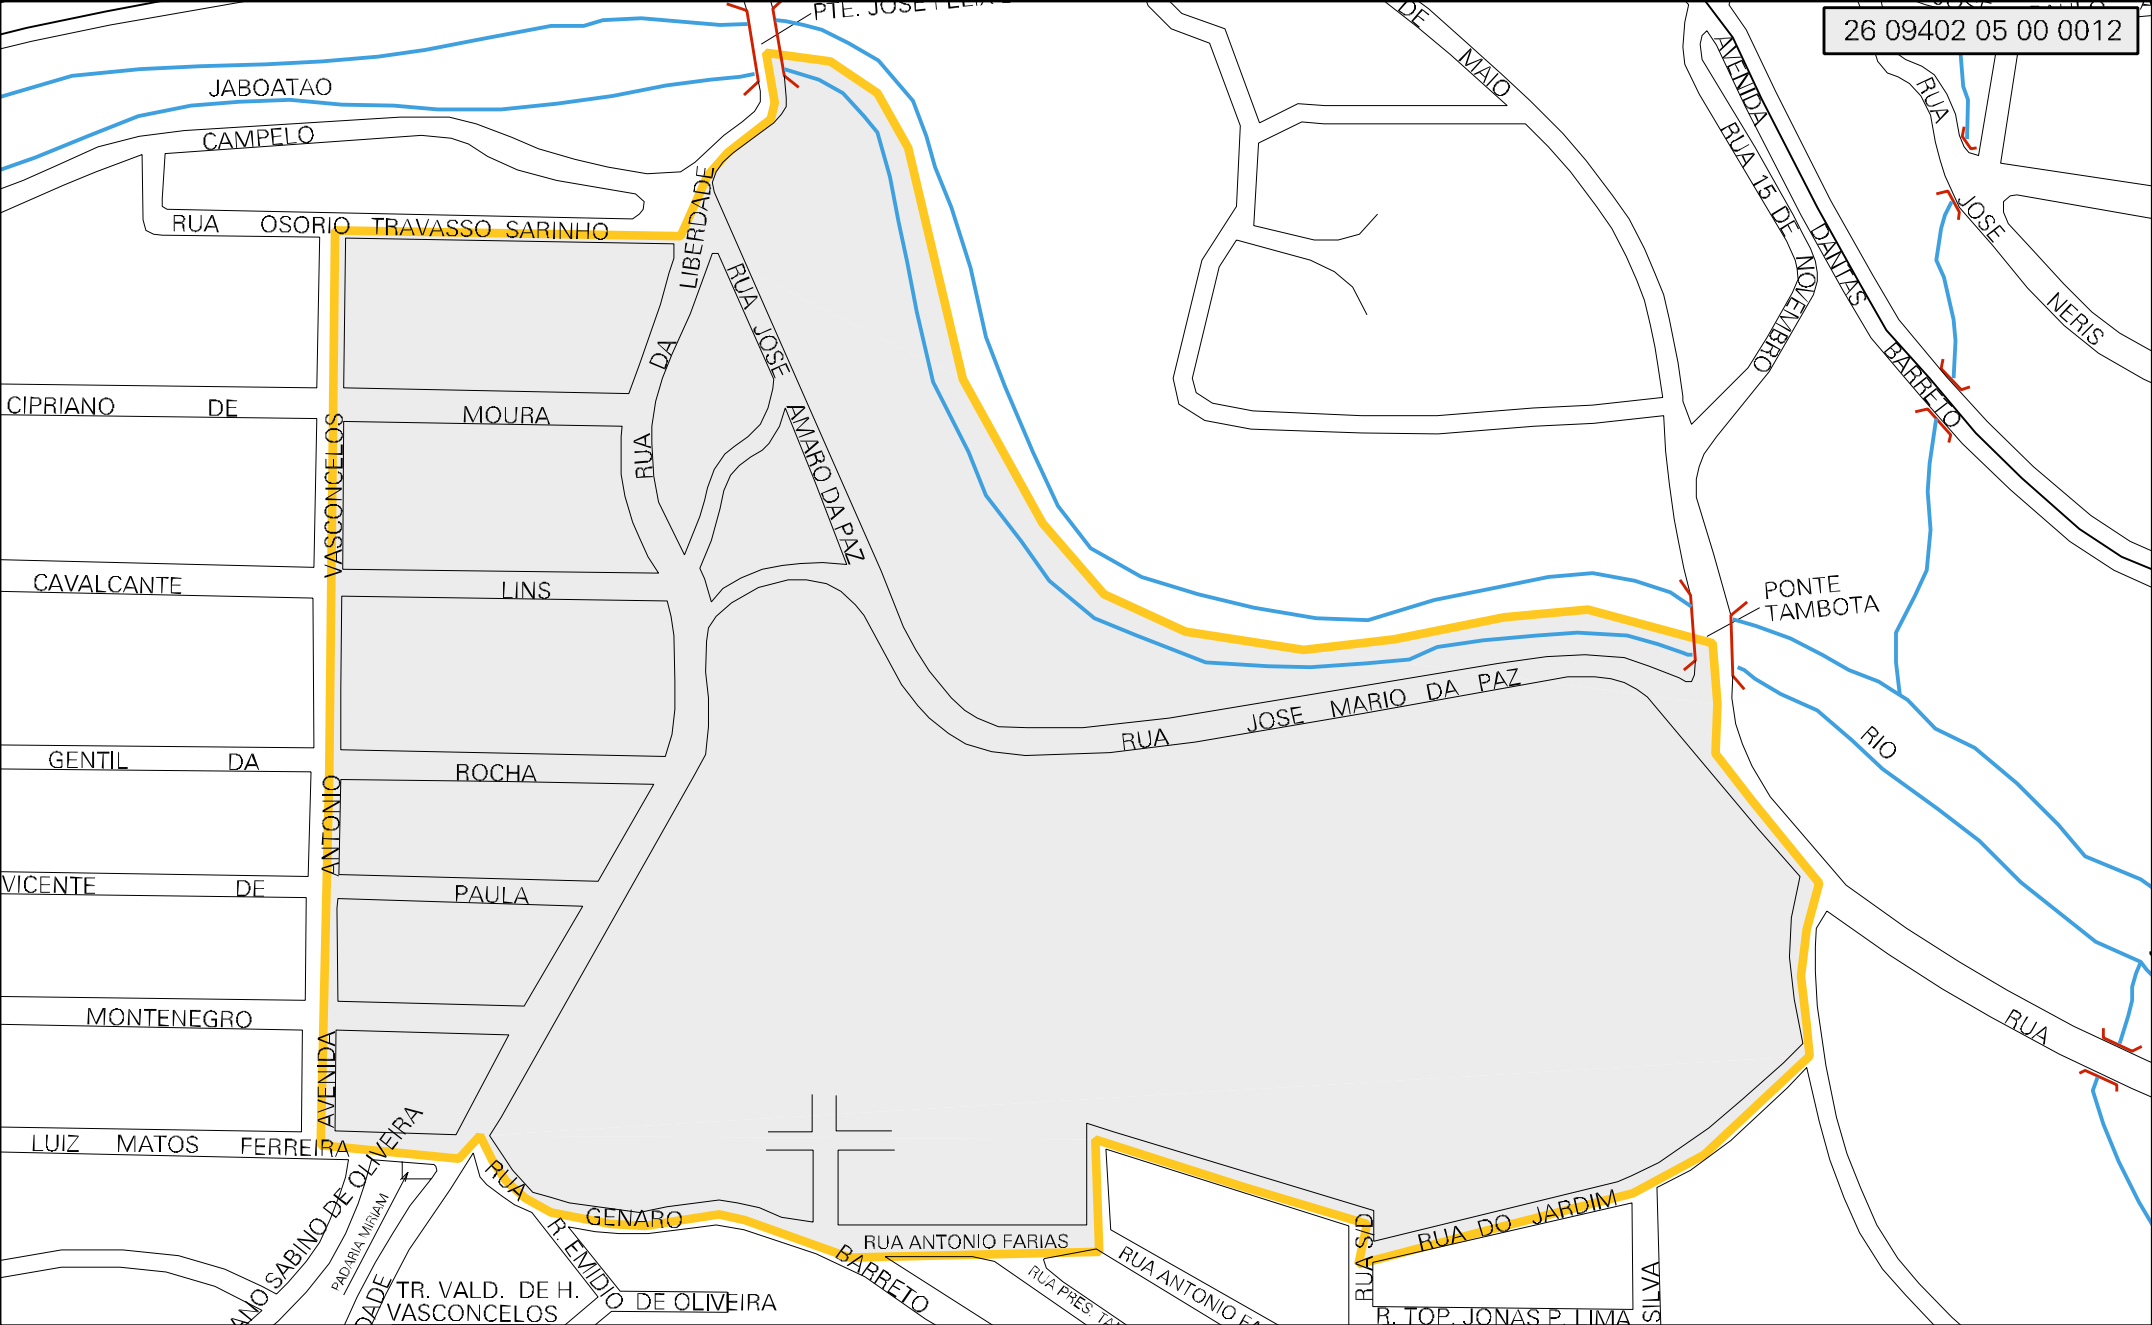 PTE. JOSE FELIX
DE
MAIO
26 09402 05 00 0012
JABOATAO
CAMPELO
RUA OSORIO TRAVASSO SARINHO
RUA DA LIBERDADE
RUA JOSE AMARO DA PAZ
AVENIDA DANTAS BARRETO
RUA 15 DE NOVEMBRO
RUA JOSE NERIS
CIPRIANO DE MOURA
AVENIDA ANTONIO VASCONCELOS
CAVALCANTE LINS
PONTE
TAMBOTA
RUA JOSE MARIO DA PAZ
RIO
GENTIL DA ROCHA
VICENTE DE PAULA
MONTENEGRO
RUA
LUIZ MATOS FERREIRA
SABINO DE OLIVEIRA
PADARIA MIRIAM
DADE
RUA GENARO BARRETO
R. EMIDIO DE OLIVEIRA
TR. VALD. DE H.
VASCONCELOS
RUA ANTONIO FARIAS
RUA PRES.
RUA ANTONIO
RUA S/D
RUA DO JARDIM
R. TOP. JONAS P. LIMA
SILVA